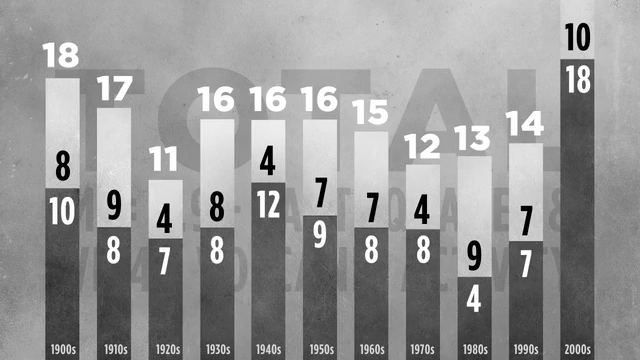 TOTAL
18 17 11 16 16 16 15 12 13 14
8 9 4 8 4 7 7 4 9 7 10
10 8 7 8 12 9 8 8 4 7 18
1900s 1910s 1920s 1930s 1940s 1950s 1960s 1970s 1980s 1990s 2000s